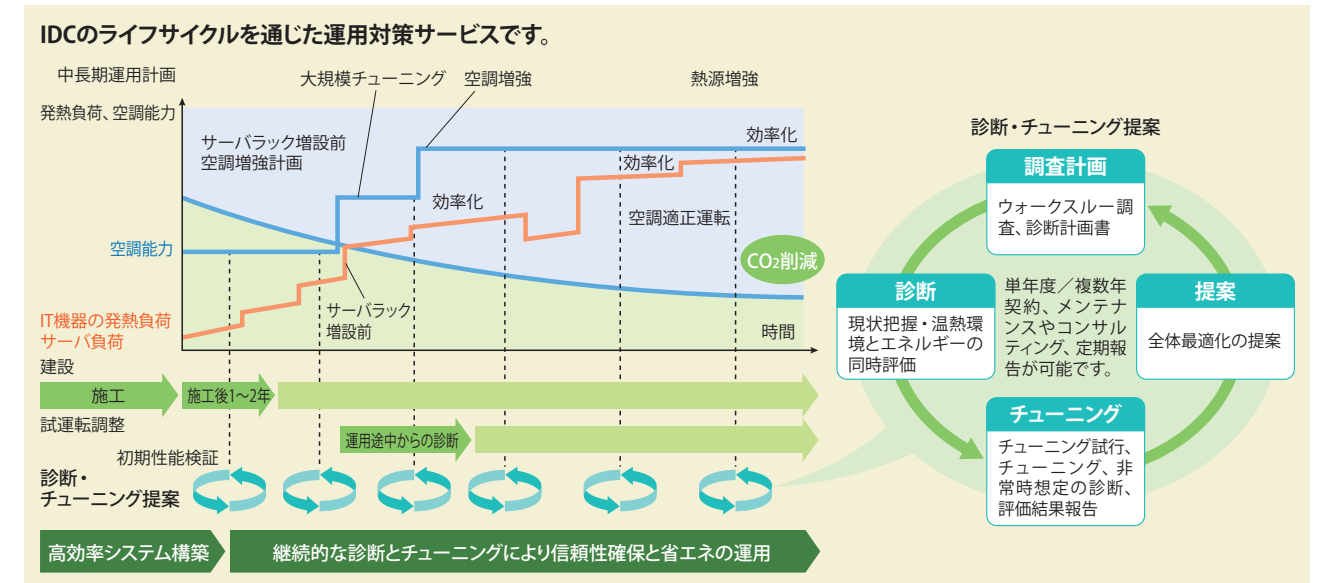 IDCのライフサイクルを通じた運用対策サービスです。
中長期運用計画
大規模チューニング
空調増強
熱源増強
発熱負荷、空調能力
サーバラック増設前
空調増強計画
効率化
効率化
効率化
空調適正運転
空調能力
CO2削減
サーバラック
増設前
IT機器の発熱負荷
サーバ負荷
時間
建設
施工
施工後1〜2年
試運転調整
運用途中からの診断
初期性能検証
診断・
チューニング提案
高効率システム構築
継続的な診断とチューニングにより信頼性確保と省エネの運用
診断・チューニング提案
調査計画
ウォークスルー調
査、診断計画書
診断
現状把握・温熱環
境とエネルギーの
同時評価
単年度／複数年
契約、メンテナ
ンスやコンサル
ティング、定期報
告が可能です。
提案
全体最適化の提案
チューニング
チューニング試行、
チューニング、非
常時想定の診断、
評価結果報告